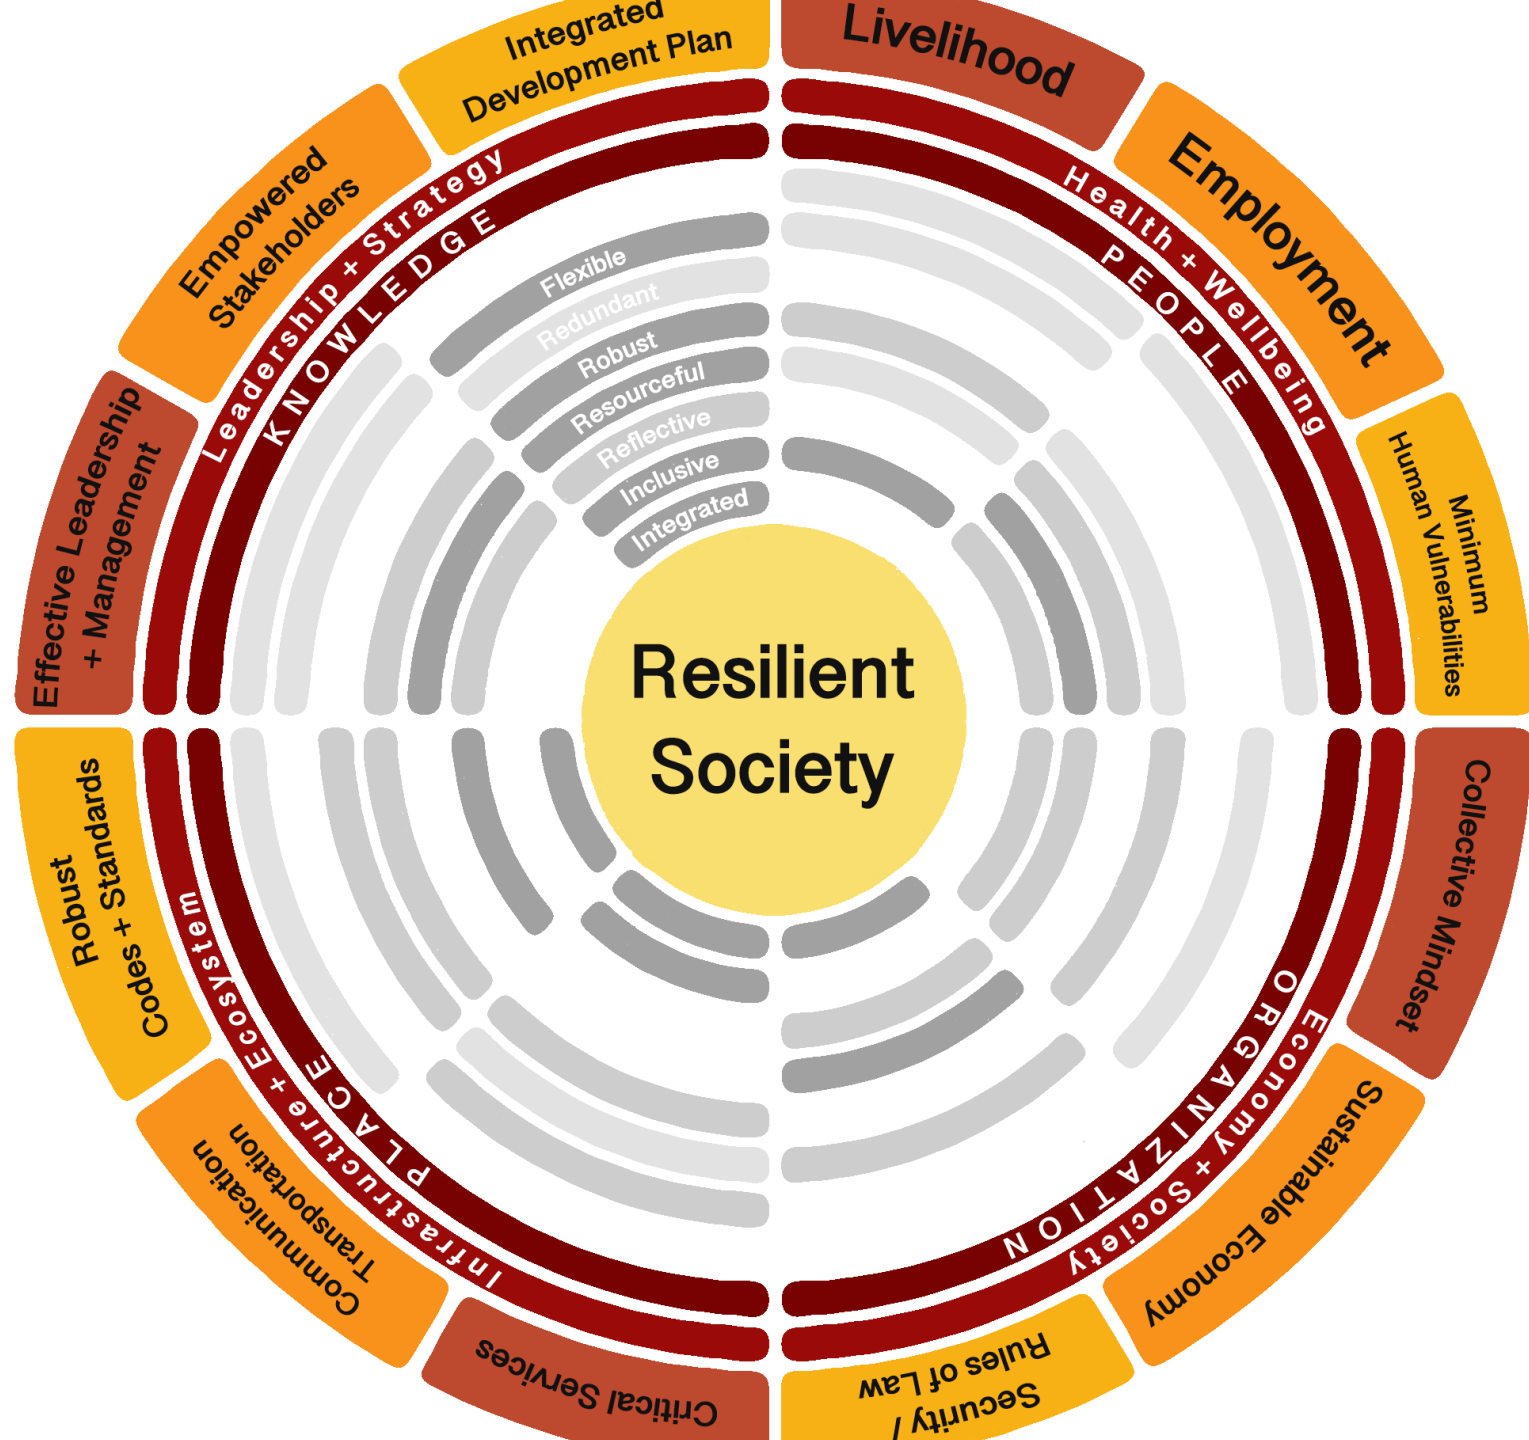 Integrated
Development Plan
Livelihood
Employment
Minimum
Human Vulnerabilities
Collective Mindset
Sustainable Economy
Security /
Rules of Law
Critical Services
Communication
Transportation
Robust
Codes + Standards
Effective Leadership
+ Management
Empowered
Stakeholders
Leadership + Strategy
KNOWLEDGE
Health + Wellbeing
PEOPLE
Economy + Society
ORGANIZATION
Infrastructure + Ecosystem
PLACE
Flexible
Redundant
Robust
Resourceful
Reflective
Inclusive
Integrated
Resilient
Society